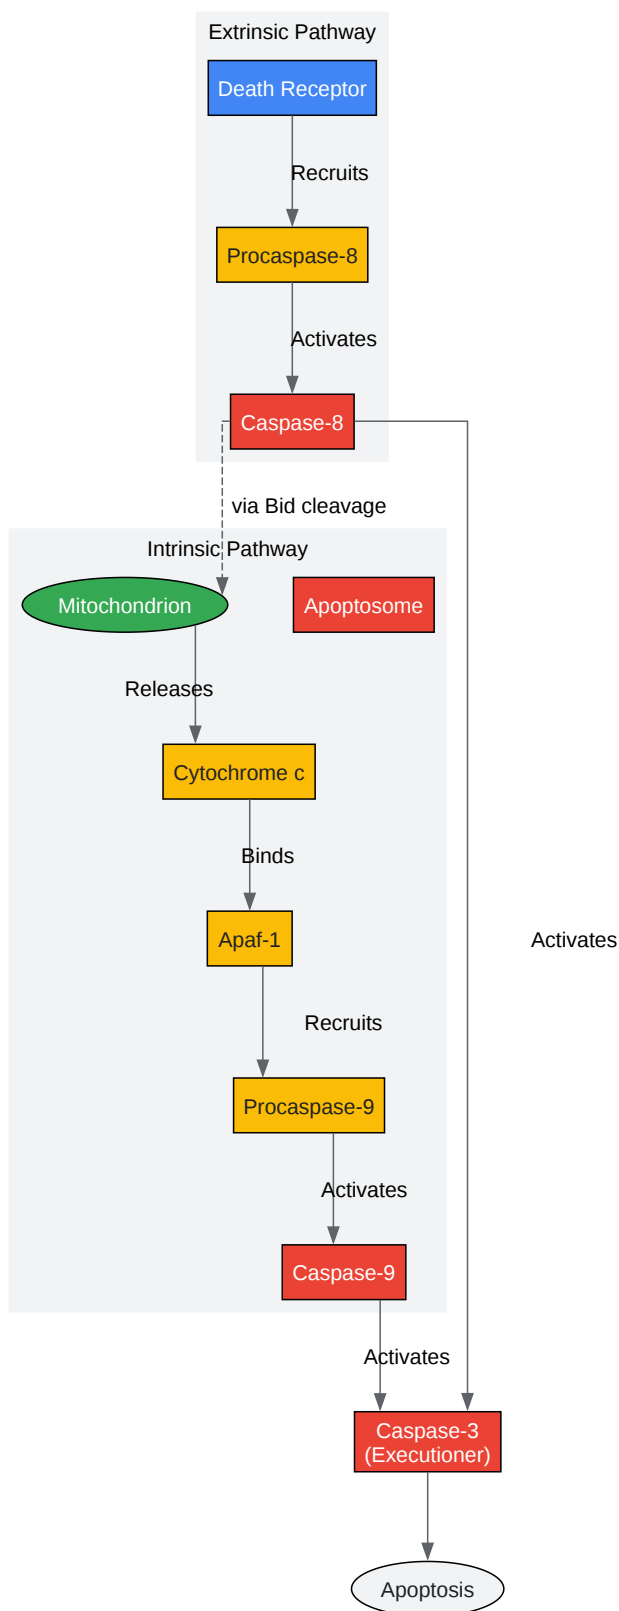 Extrinsic Pathway
Death Receptor
Recruits
Procaspase-8
Activates
Caspase-8
via Bid cleavage
Intrinsic Pathway
Mitochondrion
Apoptosome
Releases
Cytochrome c
Binds
Apaf-1
Activates
Recruits
Procaspase-9
Activates
Caspase-9
Activates
Caspase-3
(Executioner)
Apoptosis